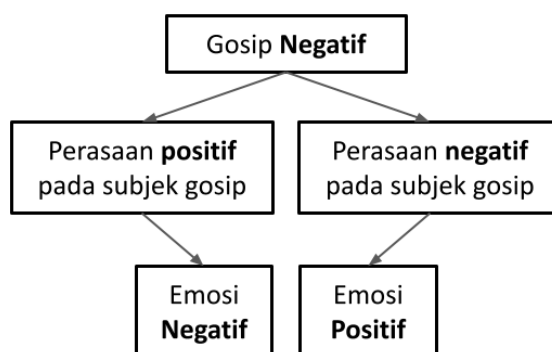 Gosip Negatif
Perasaan positif
pada subjek gosip
Perasaan negatif
pada subjek gosip
Emosi
Negatif
Emosi
Positif